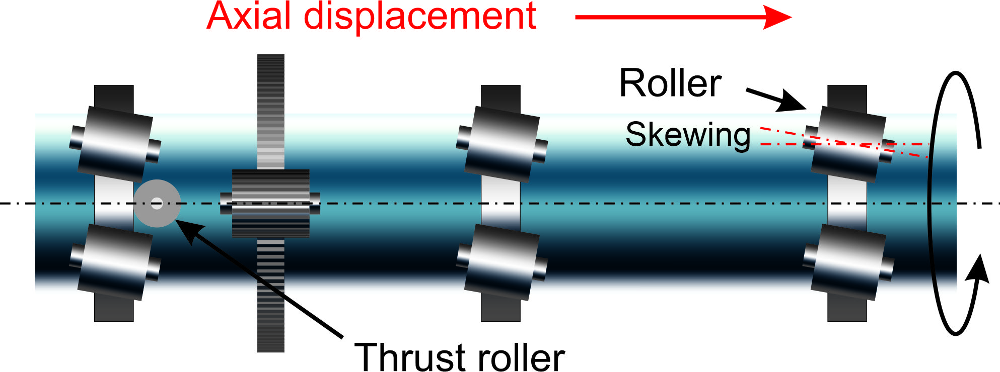 Axial displacement
Roller
Skewing
Thrust roller